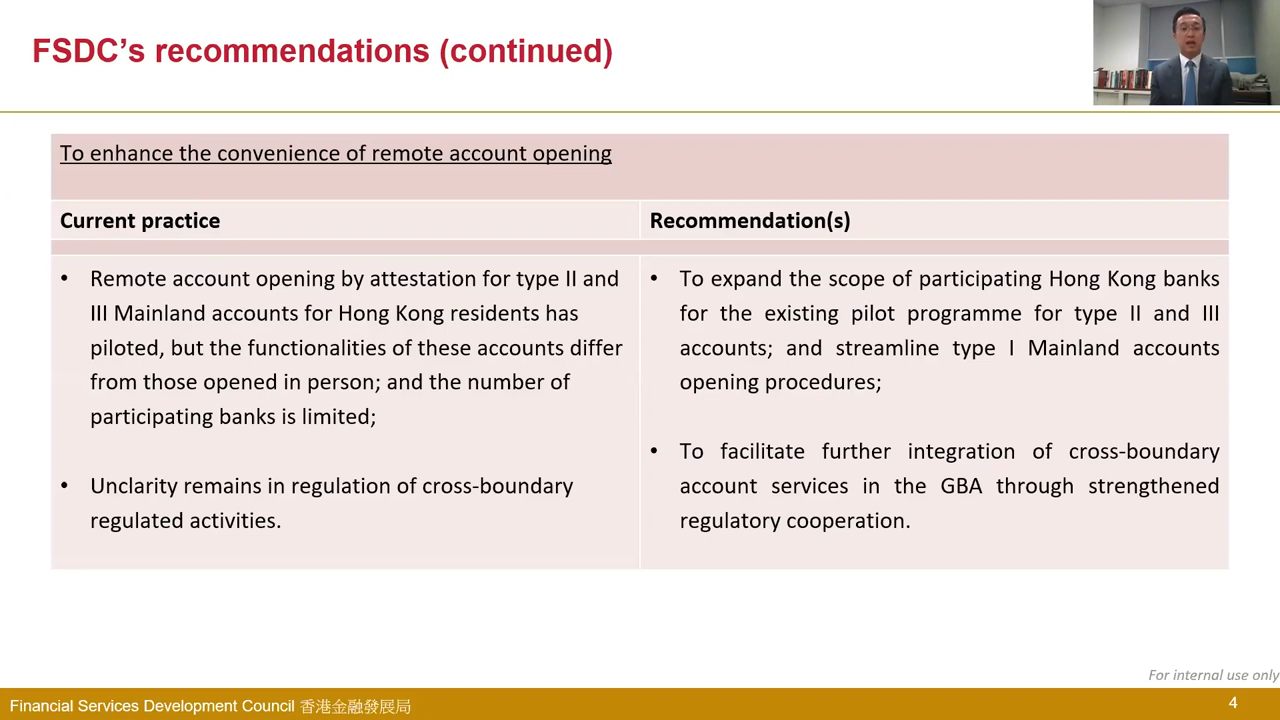 FSDC's recommendations (continued)
To enhance the convenience of remote account opening
Current practice
Recommendation(s)
• Remote account opening by attestation for type II and
III Mainland accounts for Hong Kong residents has
piloted, but the functionalities of these accounts differ
from those opened in person; and the number of
participating banks is limited;
• Unclarity remains in regulation of cross-boundary
regulated activities.
• To expand the scope of participating Hong Kong banks
for the existing pilot programme for type II and III
accounts; and streamline type I Mainland accounts
opening procedures;
• To facilitate further integration of cross-boundary
account services in the GBA through strengthened
regulatory cooperation.
For internal use only
Financial Services Development Council 香港金融發展局
4